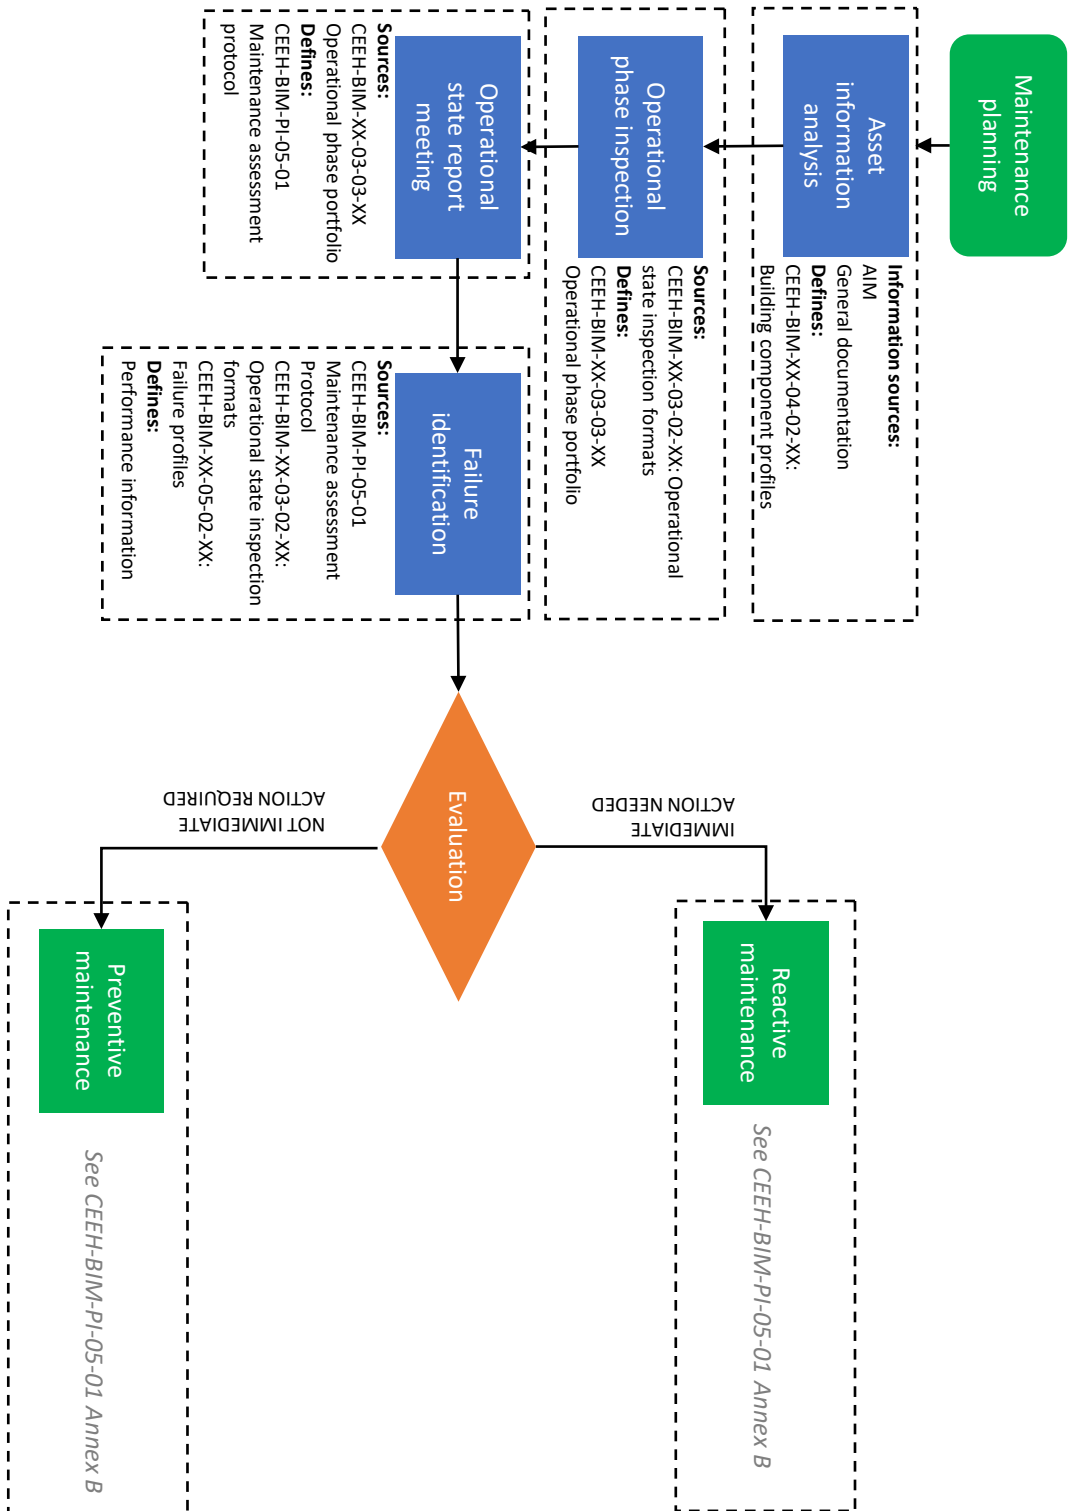 Maintenance
planning
Asset
information
analysis
Information sources:
AIM
General documentation
Defines:
CEEH-BIM-XX-04-02-XX:
Building component profiles
Operational
phase inspection
Sources:
CEEH-BIM-XX-03-02-XX: Operational
state inspection formats
Defines:
CEEH-BIM-XX-03-03-XX
Operational phase portfolio
Operational
state report
meeting
Sources:
CEEH-BIM-XX-03-03-XX
Operational phase portfolio
Defines:
CEEH-BIM-PI-05-01
Maintenance assessment
protocol
Failure
identification
Sources:
CEEH-BIM-PI-05-01
Maintenance assessment
Protocol
CEEH-BIM-XX-03-02-XX:
Operational state inspection
formats
CEEH-BIM-XX-05-02-XX:
Failure profiles
Defines:
Performance information
Evaluation
IMMEDIATE
ACTION NEEDED
NOT IMMEDIATE
ACTION REQUIRED
Reactive
maintenance
See CEEH-BIM-PI-05-01 Annex B
Preventive
maintenance
See CEEH-BIM-PI-05-01 Annex B